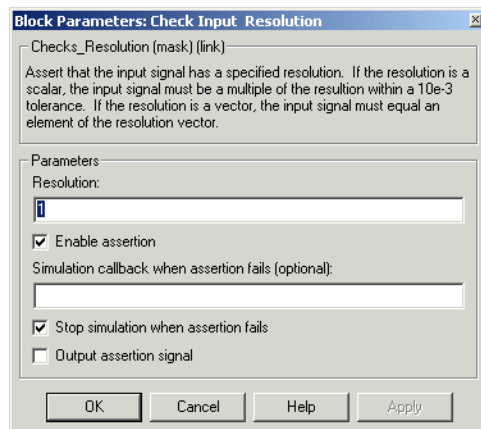 Block Parameters: Check Input Resolution
Checks_Resolution (mask) (link)
Assert that the input signal has a specified resolution. If the resolution is a
scalar, the input signal must be a multiple of the resultion within a 10e-3
tolerance. If the resolution is a vector, the input signal must equal an
element of the resolution vector.
Parameters
Resolution:
1
Enable assertion
Simulation callback when assertion fails (optional):
Stop simulation when assertion fails
Output assertion signal
OK Cancel Help Apply